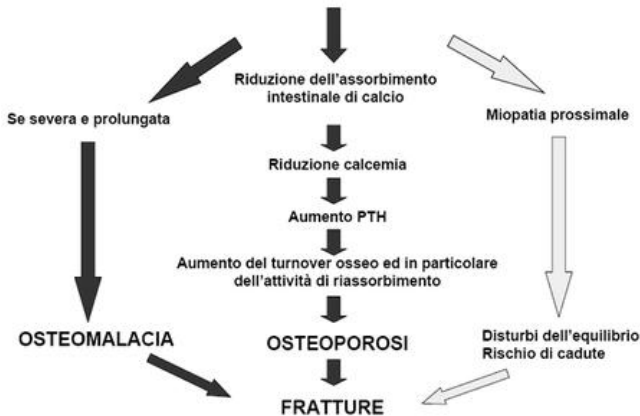 Riduzione dell'assorbimento
intestinale di calcio
Se severa e prolungata
Miopatia prossimale
Riduzione calcemia
Aumento PTH
Aumento del turnover osseo ed in particolare
dell'attività di riassorbimento
OSTEOMALACIA
OSTEOPOROSI
Disturbi dell'equilibrio
Rischio di cadute
FRATTURE